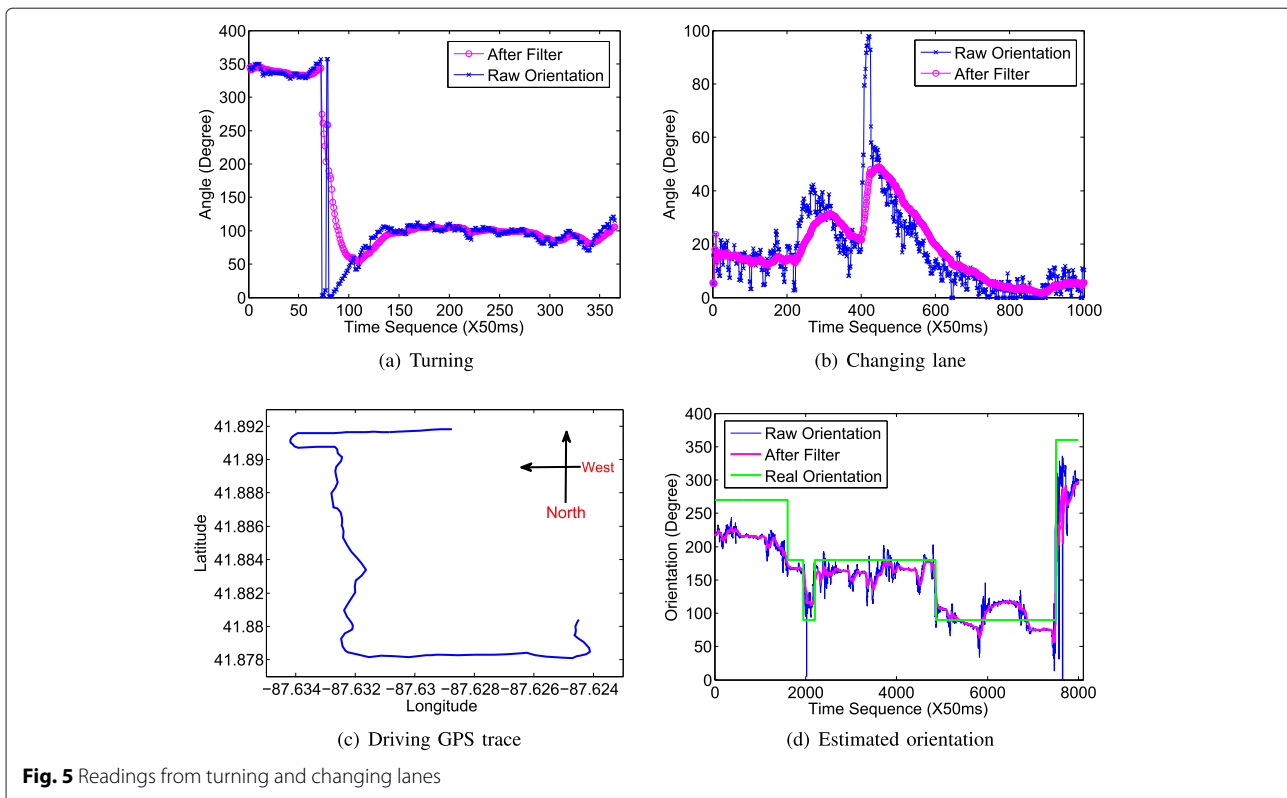 400
350
300
250
200
150
100
50
0
Angle (Degree)
After Filter
Raw Orientation
0 50 100 150 200 250 300 350
Time Sequence (X50ms)
(a) Turning
100
80
60
40
20
0
Angle (Degree)
Raw Orientation
After Filter
0 200 400 600 800 1000
Time Sequence (X50ms)
(b) Changing lane
41.892
41.89
41.888
41.886
41.884
41.882
41.88
41.878
Latitude
West
North
−87.634 −87.632 −87.63 −87.628 −87.626 −87.624
Longitude
(c) Driving GPS trace
400
350
300
250
200
150
100
50
0
Orientation (Degree)
Raw Orientation
After Filter
Real Orientation
0 2000 4000 6000 8000
Time Sequence (X50ms)
(d) Estimated orientation
Fig. 5 Readings from turning and changing lanes